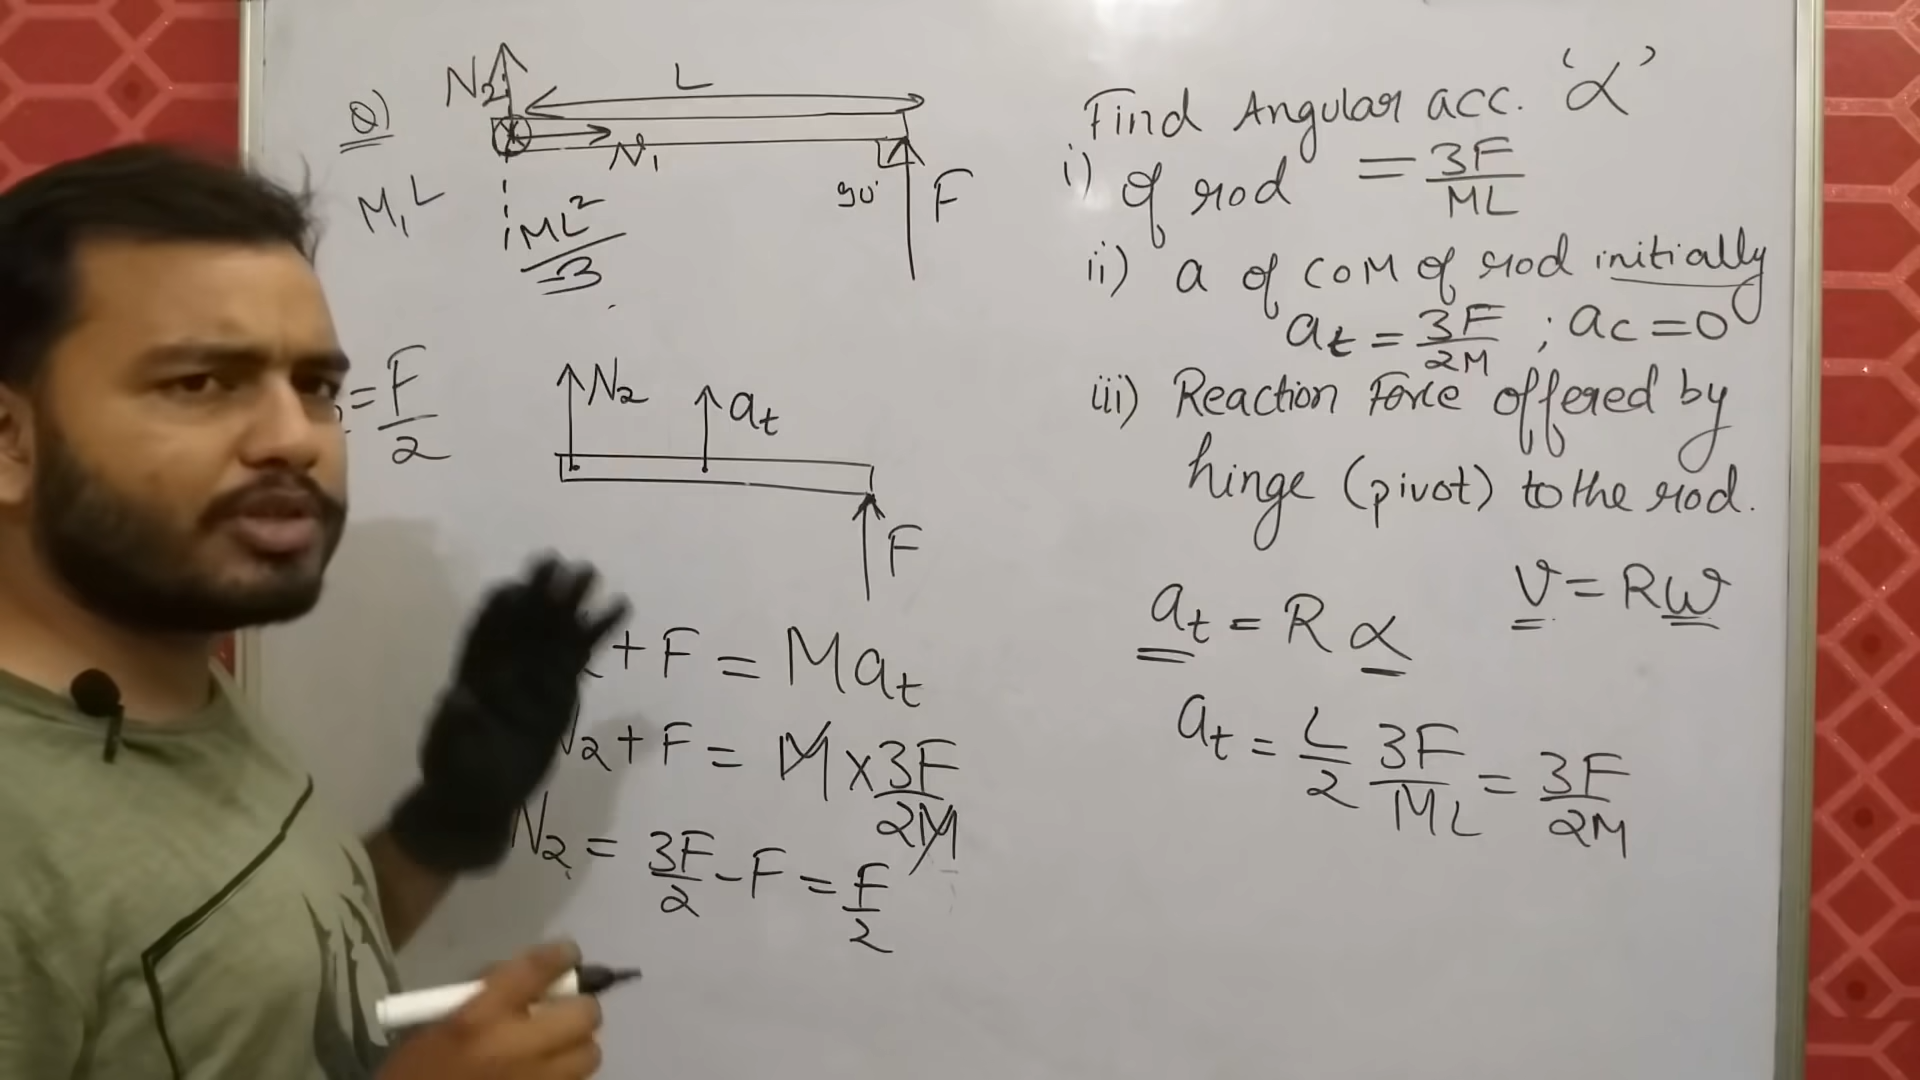 Q)
M, L
N₂
L
N₁
90°
F
ML²/3
= F/2
N₂
aₜ
F
+ F = Maₜ
N₂ + F = M × 3F/2M
N₂ = 3F/2 - F = F/2
Find Angular acc. 'α'
i) of rod = 3F/ML
ii) a of COM of rod initially
aₜ = 3F/2M ; ac = 0
iii) Reaction Force offered by
hinge (pivot) to the rod.
aₜ = Rα
v = Rω
aₜ = L/2 3F/ML = 3F/2M